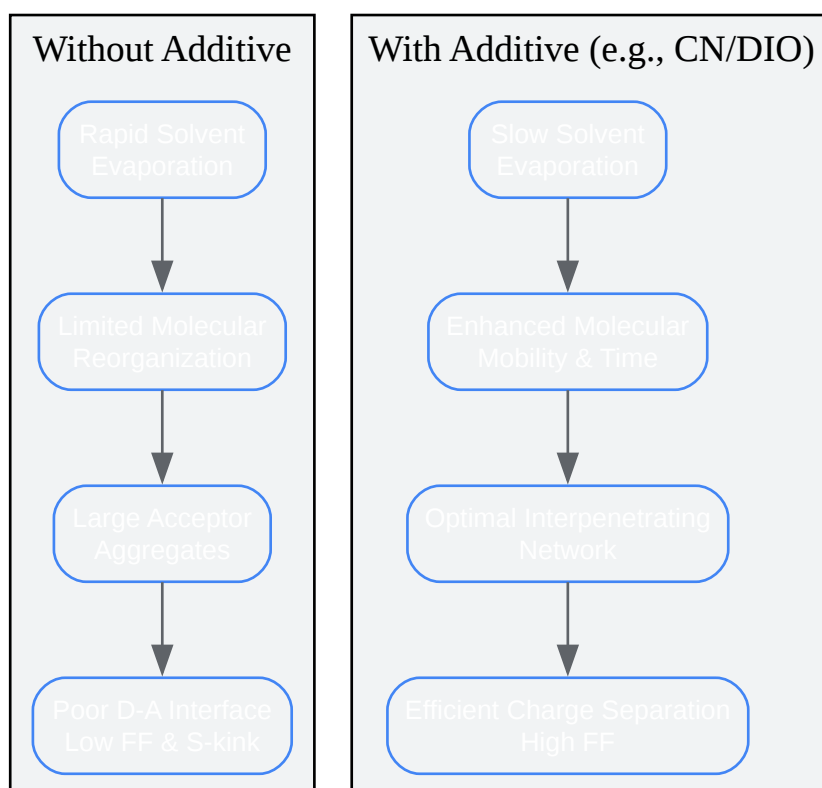 Without Additive
Rapid Solvent
Evaporation
Limited Molecular
Reorganization
Large Acceptor
Aggregates
Poor D-A Interface
Low FF & S-kink
With Additive (e.g., CN/DIO)
Slow Solvent
Evaporation
Enhanced Molecular
Mobility & Time
Optimal Interpenetrating
Network
Efficient Charge Separation
High FF